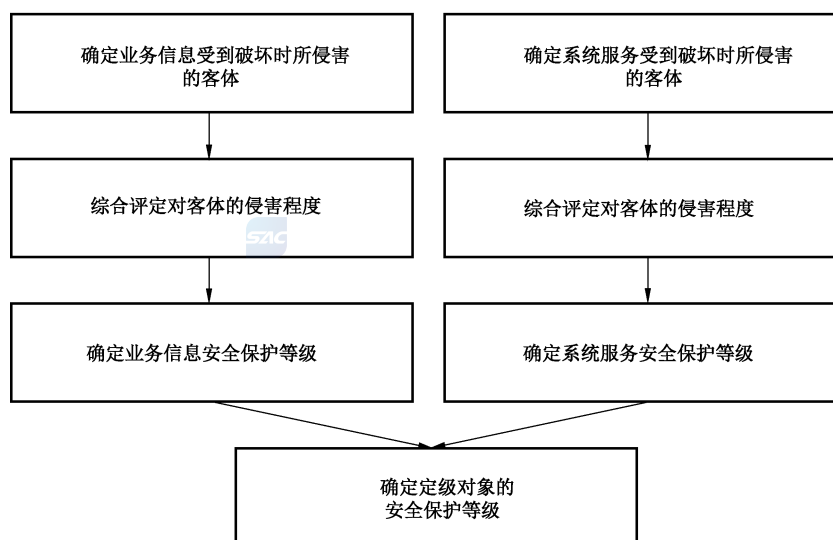 确定业务信息受到破坏时所侵害
的客体
确定系统服务受到破坏时所侵害
的客体
综合评定对客体的侵害程度
综合评定对客体的侵害程度
SAC
确定业务信息安全保护等级
确定系统服务安全保护等级
确定定级对象的
安全保护等级